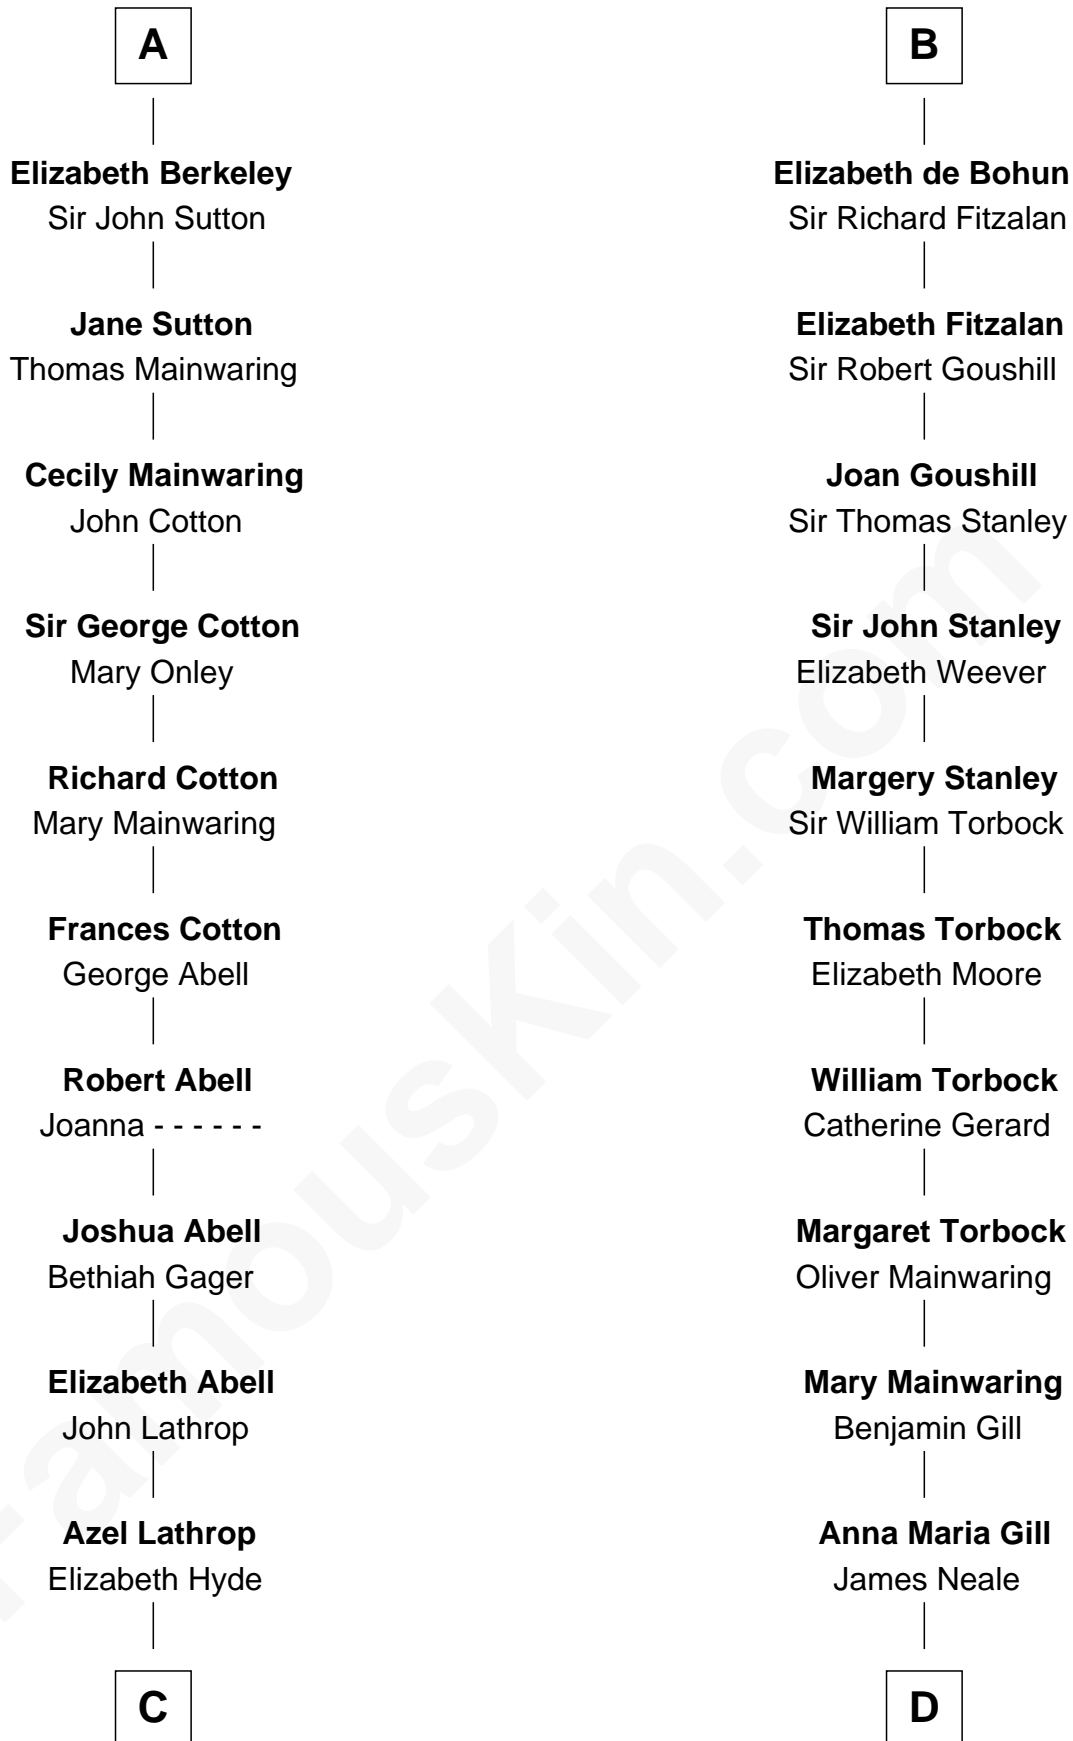 A
Elizabeth Berkeley
Sir John Sutton
Jane Sutton
Thomas Mainwaring
Cecily Mainwaring
John Cotton
Sir George Cotton
Mary Onley
Richard Cotton
Mary Mainwaring
Frances Cotton
George Abell
Robert Abell
Joanna - - - - - -
Joshua Abell
Bethiah Gager
Elizabeth Abell
John Lathrop
Azel Lathrop
Elizabeth Hyde
C
B
Elizabeth de Bohun
Sir Richard Fitzalan
Elizabeth Fitzalan
Sir Robert Goushill
Joan Goushill
Sir Thomas Stanley
Sir John Stanley
Elizabeth Weever
Margery Stanley
Sir William Torbock
Thomas Torbock
Elizabeth Moore
William Torbock
Catherine Gerard
Margaret Torbock
Oliver Mainwaring
Mary Mainwaring
Benjamin Gill
Anna Maria Gill
James Neale
D
FamousKin.com